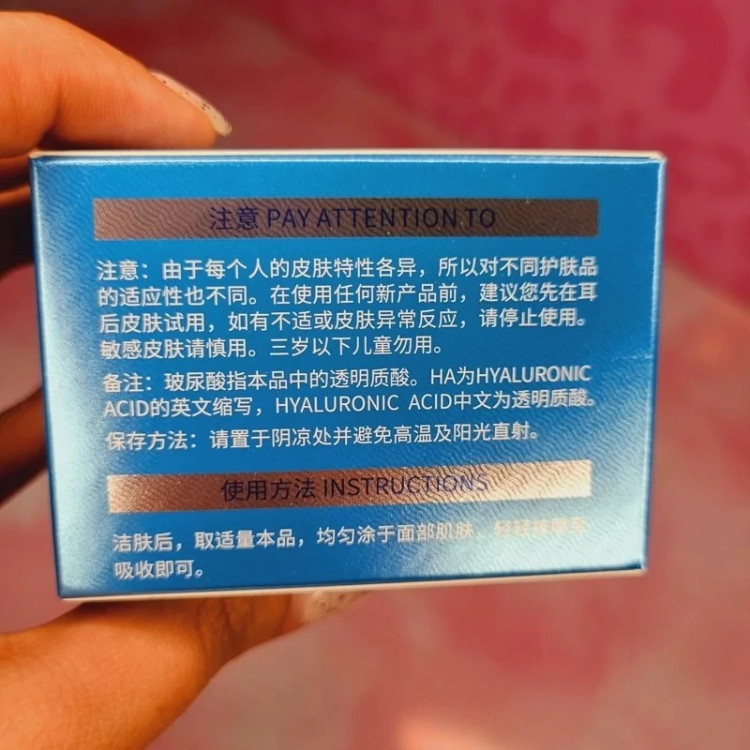 注意 PAY ATTENTION TO
注意：由于每个人的皮肤特性各异，所以对不同护肤品
的适应性也不同。在使用任何新产品前，建议您先在耳
后皮肤试用，如有不适或皮肤异常反应，请停止使用。
敏感皮肤请慎用。三岁以下儿童勿用。
备注：玻尿酸指本品中的透明质酸。HA为HYALURONIC
ACID的英文缩写，HYALURONIC ACID中文为透明质酸。
保存方法：请置于阴凉处并避免高温及阳光直射。
使用方法 INSTRUCTIONS
洁肤后，取适量本品，均匀涂于面部肌肤，轻轻按摩至
吸收即可。